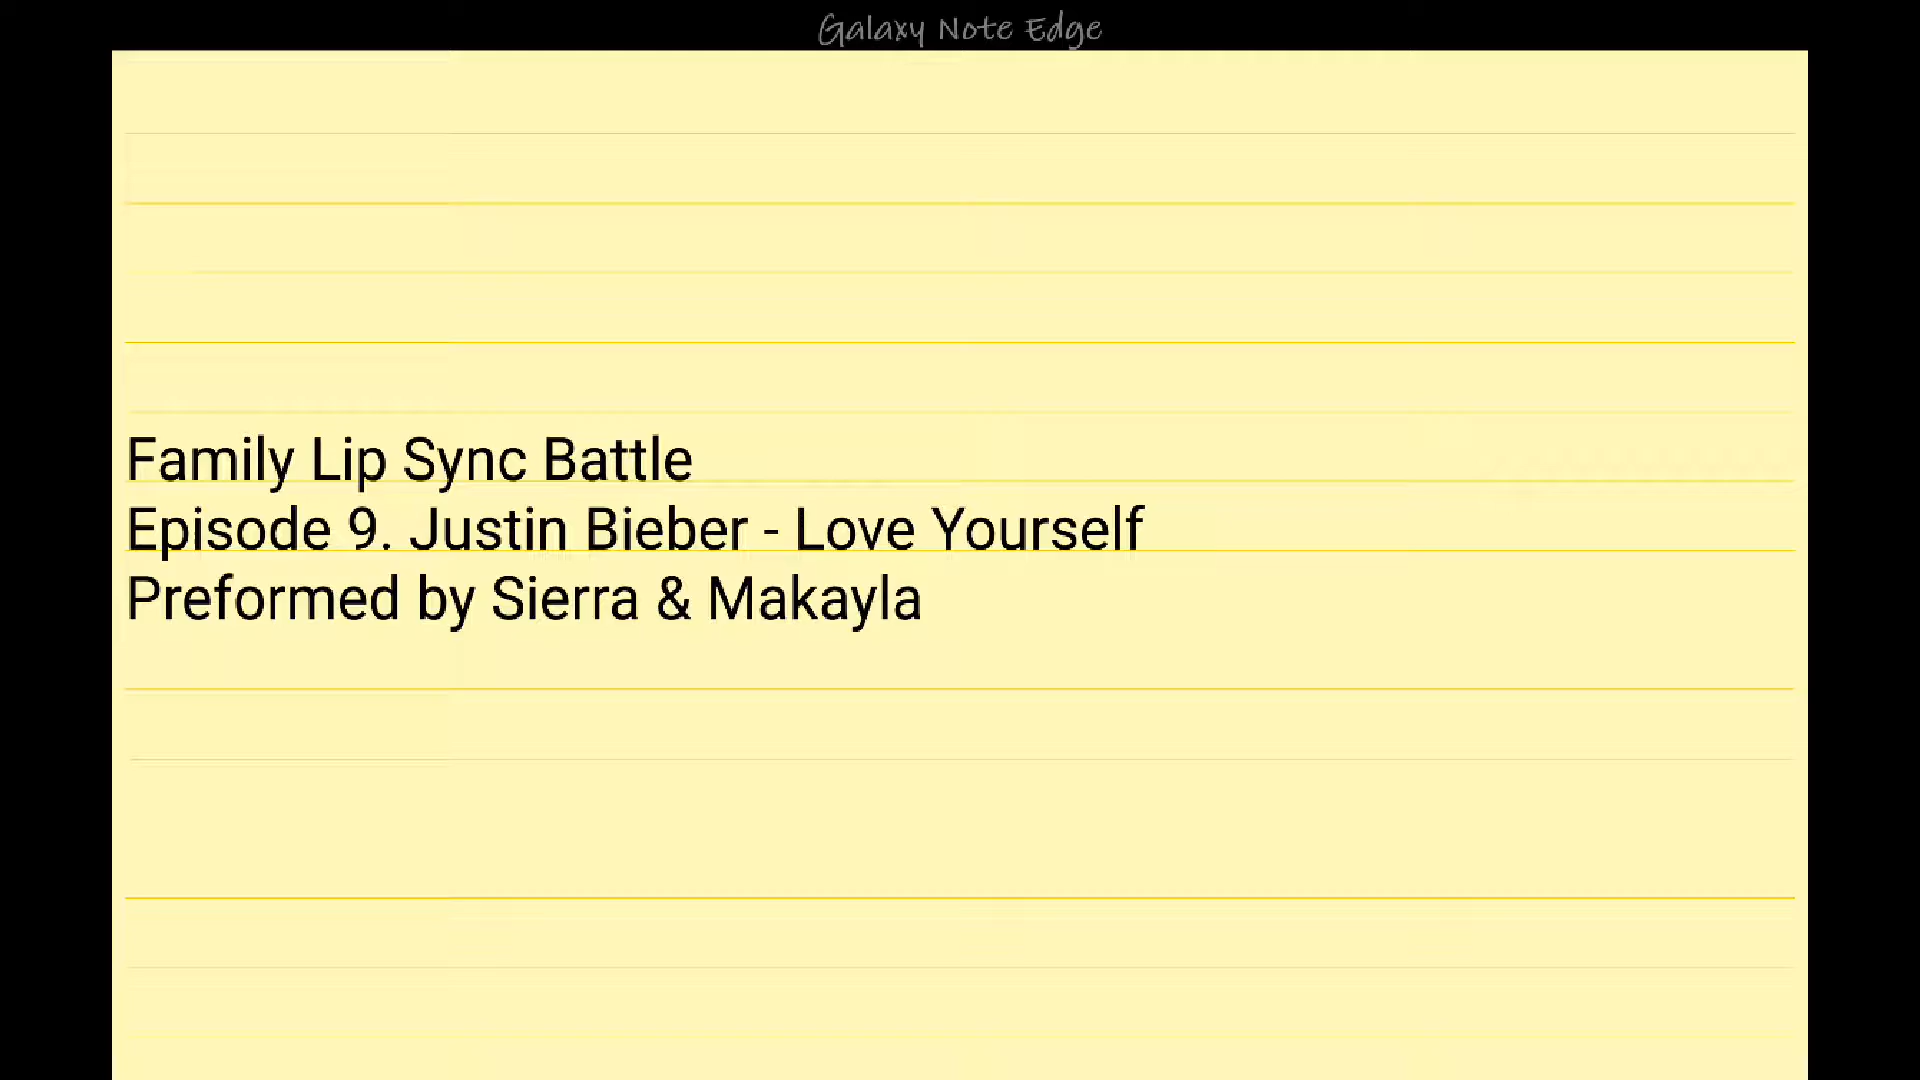 Galaxy Note Edge
Family Lip Sync Battle
Episode 9. Justin Bieber - Love Yourself
Preformed by Sierra & Makayla